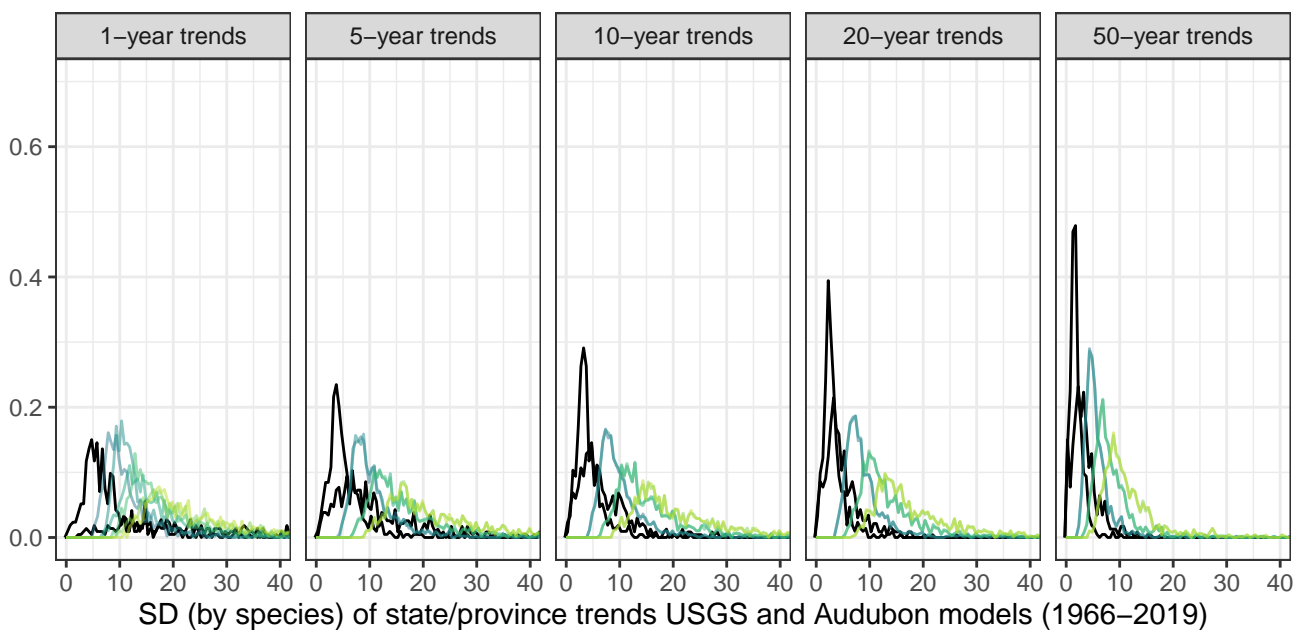 1−year trends 5−year trends 10−year trends 20−year trends 50−year trends
0.6
0.4
0.2
0.0
0 10 20 30 40 0 10 20 30 40 0 10 20 30 40 0 10 20 30 40 0 10 20 30 40
SD (by species) of state/province trends USGS and Audubon models (1966−2019)